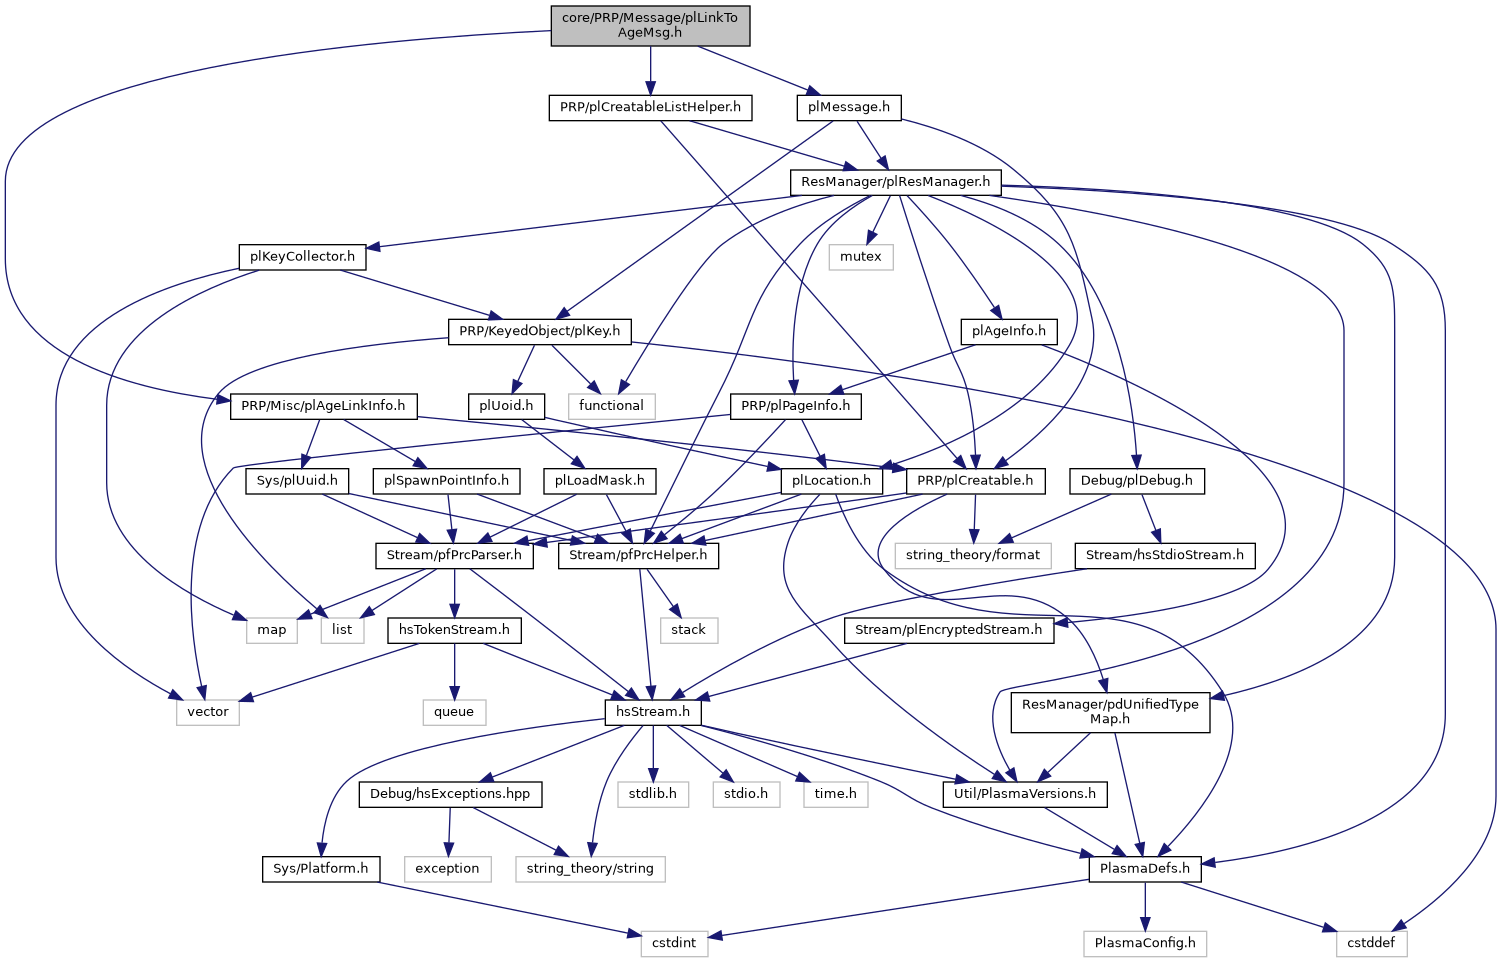 core/PRP/Message/plLinkTo
AgeMsg.h
PRP/plCreatableListHelper.h
plMessage.h
ResManager/plResManager.h
plKeyCollector.h
mutex
PRP/KeyedObject/plKey.h
plAgeInfo.h
PRP/Misc/plAgeLinkInfo.h
plUoid.h
functional
PRP/plPageInfo.h
Sys/plUuid.h
plSpawnPointInfo.h
plLoadMask.h
plLocation.h
PRP/plCreatable.h
Debug/plDebug.h
Stream/pfPrcParser.h
Stream/pfPrcHelper.h
string_theory/format
Stream/hsStdioStream.h
map
list
hsTokenStream.h
stack
Stream/plEncryptedStream.h
vector
queue
hsStream.h
ResManager/pdUnifiedType
Map.h
Debug/hsExceptions.hpp
stdlib.h
stdio.h
time.h
Util/PlasmaVersions.h
Sys/Platform.h
exception
string_theory/string
PlasmaDefs.h
cstdint
PlasmaConfig.h
cstddef